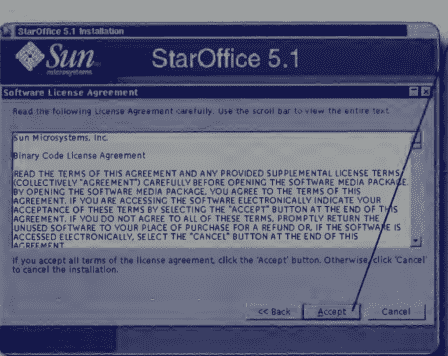 StarOffice 5.1 Installation
Sun
microsystems
StarOffice 5.1
Software License Agreement
Read the following License Agreement carefully. Use the scroll bar to view the entire text.
Sun Microsystems, Inc.
Binary Code License Agreement
READ THE TERMS OF THIS AGREEMENT AND ANY PROVIDED SUPPLEMENTAL LICENSE TERMS
(COLLECTIVELY "AGREEMENT") CAREFULLY BEFORE OPENING THE SOFTWARE MEDIA PACKAGE.
BY OPENING THE SOFTWARE MEDIA PACKAGE, YOU AGREE TO THE TERMS OF THIS
AGREEMENT. IF YOU ARE ACCESSING THE SOFTWARE ELECTRONICALLY INDICATE YOUR
ACCEPTANCE OF THESE TERMS BY SELECTING THE "ACCEPT" BUTTON AT THE END OF THIS
AGREEMENT. IF YOU DO NOT AGREE TO ALL OF THESE TERMS, PROMPTLY RETURN THE
UNUSED SOFTWARE TO YOUR PLACE OF PURCHASE FOR A REFUND OR, IF THE SOFTWARE IS
ACCESSED ELECTRONICALLY, SELECT THE "CANCEL" BUTTON AT THE END OF THIS
AGREEMENT
If you accept all terms of the license agreement, click the 'Accept' button. Otherwise, click 'Cancel'
to cancel the installation.
<< Back
Accept
Cancel